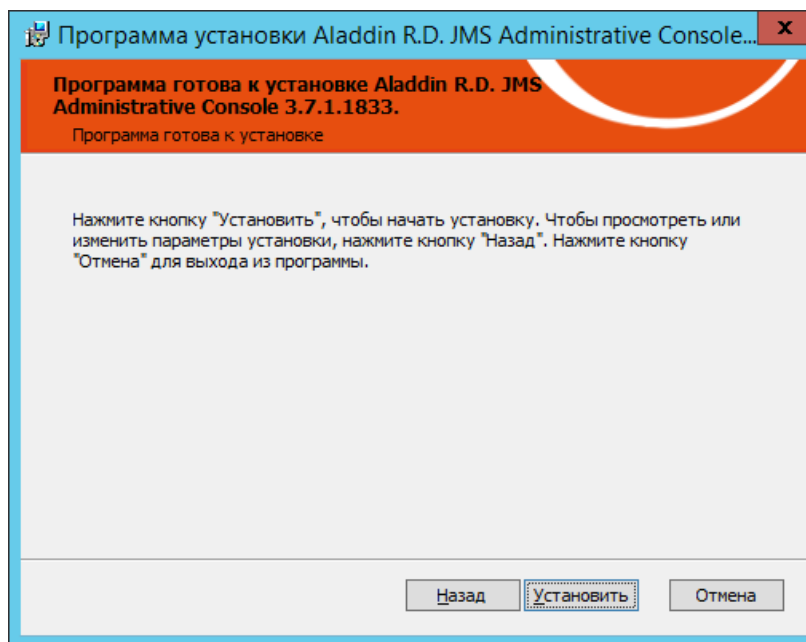 Программа установки Aladdin R.D. JMS Administrative Console...
x
Программа готова к установке Aladdin R.D. JMS
Administrative Console 3.7.1.1833.
Программа готова к установке
Нажмите кнопку "Установить", чтобы начать установку. Чтобы просмотреть или
изменить параметры установки, нажмите кнопку "Назад". Нажмите кнопку
"Отмена" для выхода из программы.
Назад Установить Отмена